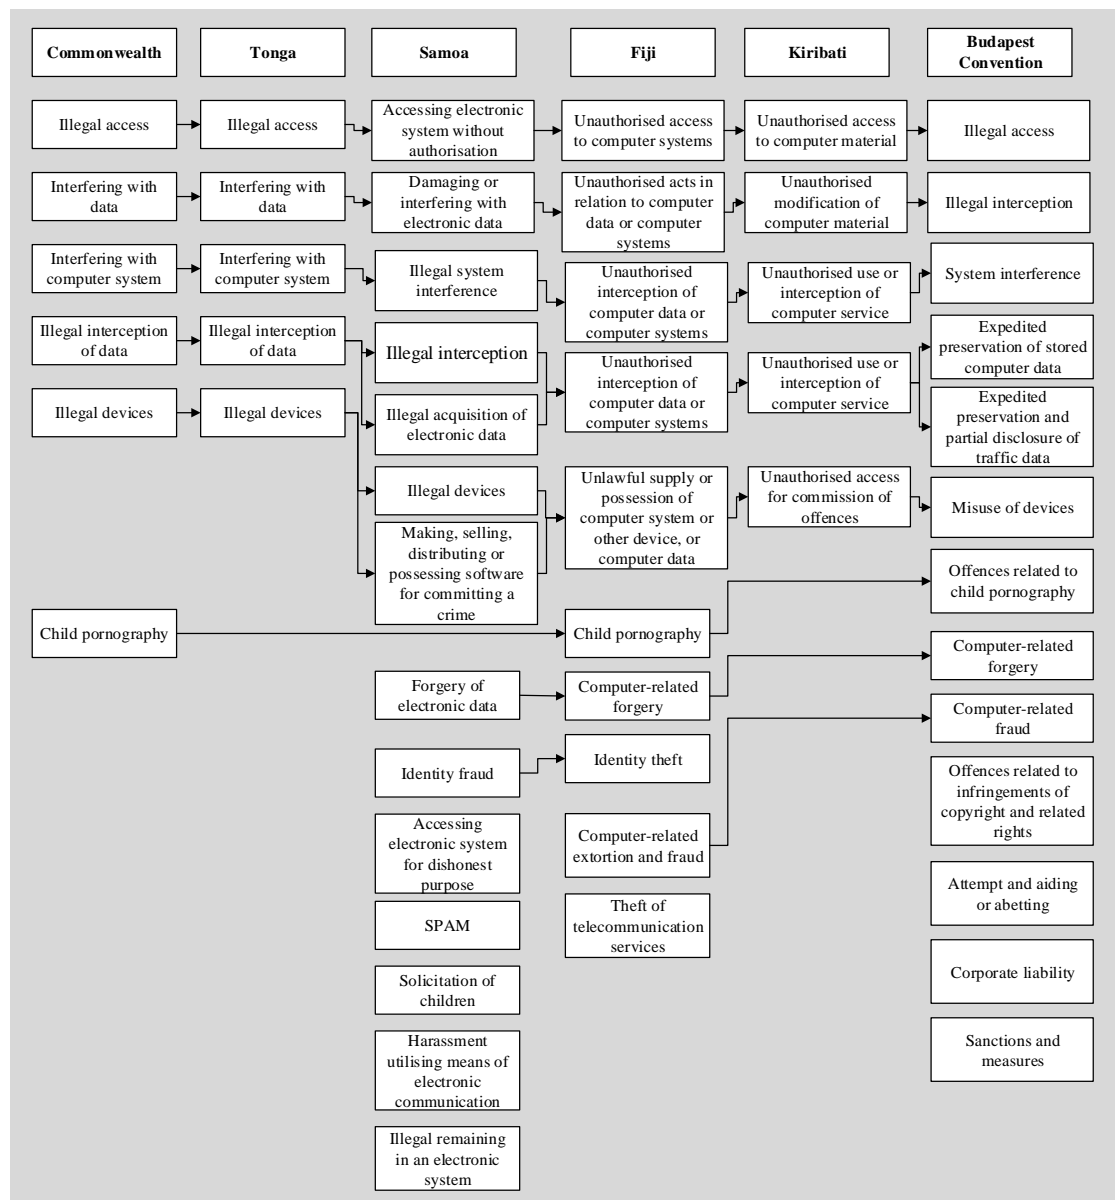 Commonwealth
Tonga
Samoa
Fiji
Kiribati
Budapest
Convention
Illegal access
Illegal access
Accessing electronic
system without
authorisation
Unauthorised access
to computer systems
Unauthorised access
to computer material
Illegal access
Interfering with
data
Interfering with
data
Damaging or
interfering with
electronic data
Unauthorised acts in
relation to computer
data or computer
systems
Unauthorised
modification of
computer material
Illegal interception
Interfering with
computer system
Interfering with
computer system
Illegal system
interference
Unauthorised
interception of
computer data or
computer systems
Unauthorised use or
interception of
computer service
System interference
Illegal interception
of data
Illegal interception
of data
Illegal interception
Illegal acquisition of
electronic data
Unauthorised
interception of
computer data or
computer systems
Unauthorised use or
interception of
computer service
Expedited
preservation of stored
computer data
Expedited
preservation and
partial disclosure of
traffic data
Illegal devices
Illegal devices
Illegal devices
Making, selling,
distributing or
possessing software
for committing a
crime
Unlawful supply or
possession of
computer system or
other device, or
computer data
Unauthorised access
for commission of
offences
Misuse of devices
Child pornography
Child pornography
Offences related to
child pornography
Forgery of
electronic data
Computer-related
forgery
Computer-related
forgery
Identity fraud
Identity theft
Computer-related
fraud
Accessing
electronic system
for dishonest
purpose
Computer-related
extortion and fraud
Offences related to
infringements of
copyright and related
rights
SPAM
Theft of
telecommunication
services
Attempt and aiding
or abetting
Solicitation of
children
Corporate liability
Harassment
utilising means of
electronic
communication
Sanctions and
measures
Illegal remaining
in an electronic
system